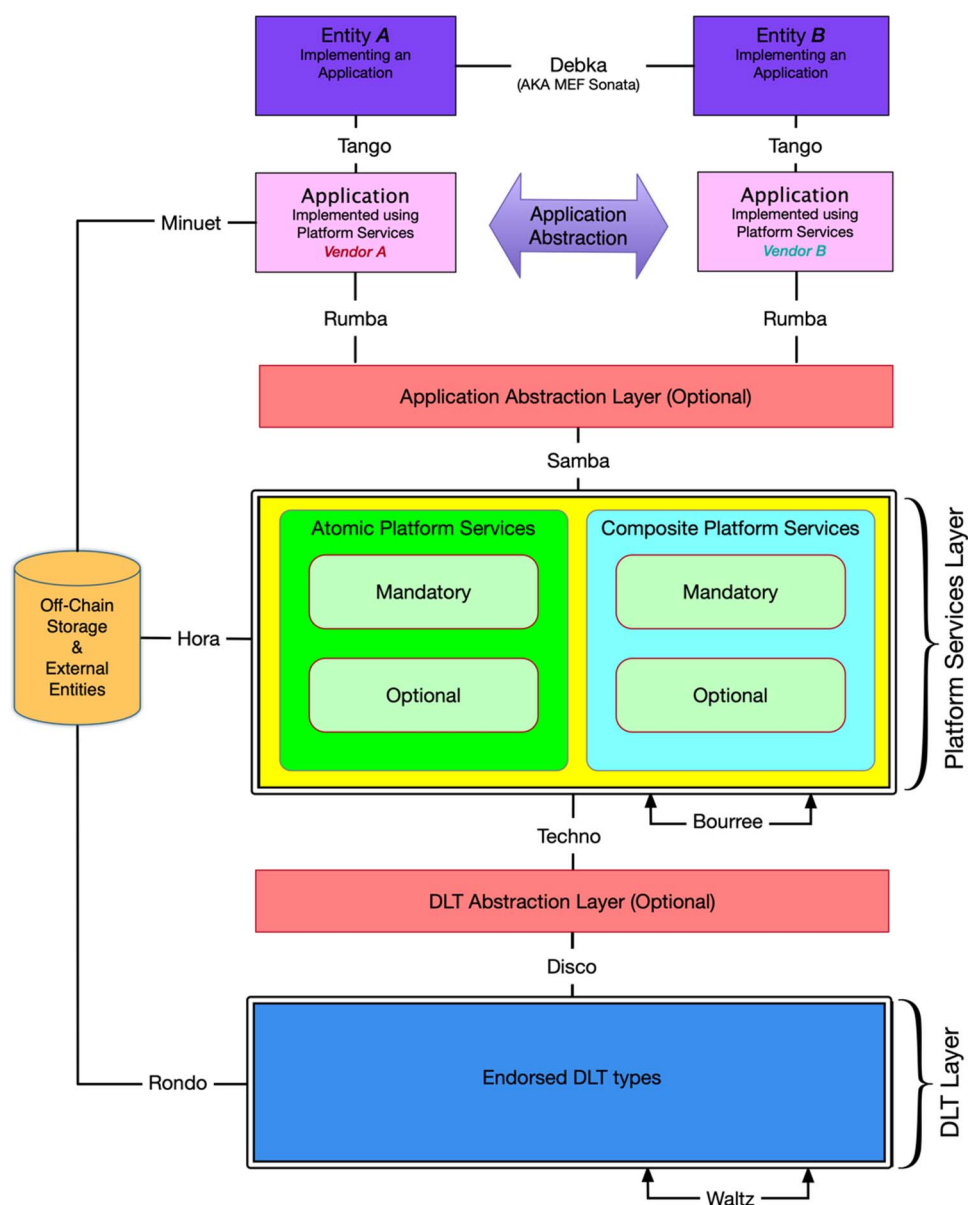 Entity A
Implementing an
Application
Debka
(AKA MEF Sonata)
Entity B
Implementing an
Application
Tango
Tango
Minuet
Application
Implemented using
Platform Services
Vendor A
Application
Abstraction
Application
Implemented using
Platform Services
Vendor B
Rumba
Rumba
Application Abstraction Layer (Optional)
Samba
Atomic Platform Services
Composite Platform Services
Mandatory
Mandatory
Off-Chain
Storage
&
External
Entities
Hora
Optional
Optional
Platform Services Layer
Techno
Bourree
DLT Abstraction Layer (Optional)
Disco
Endorsed DLT types
Rondo
DLT Layer
Waltz